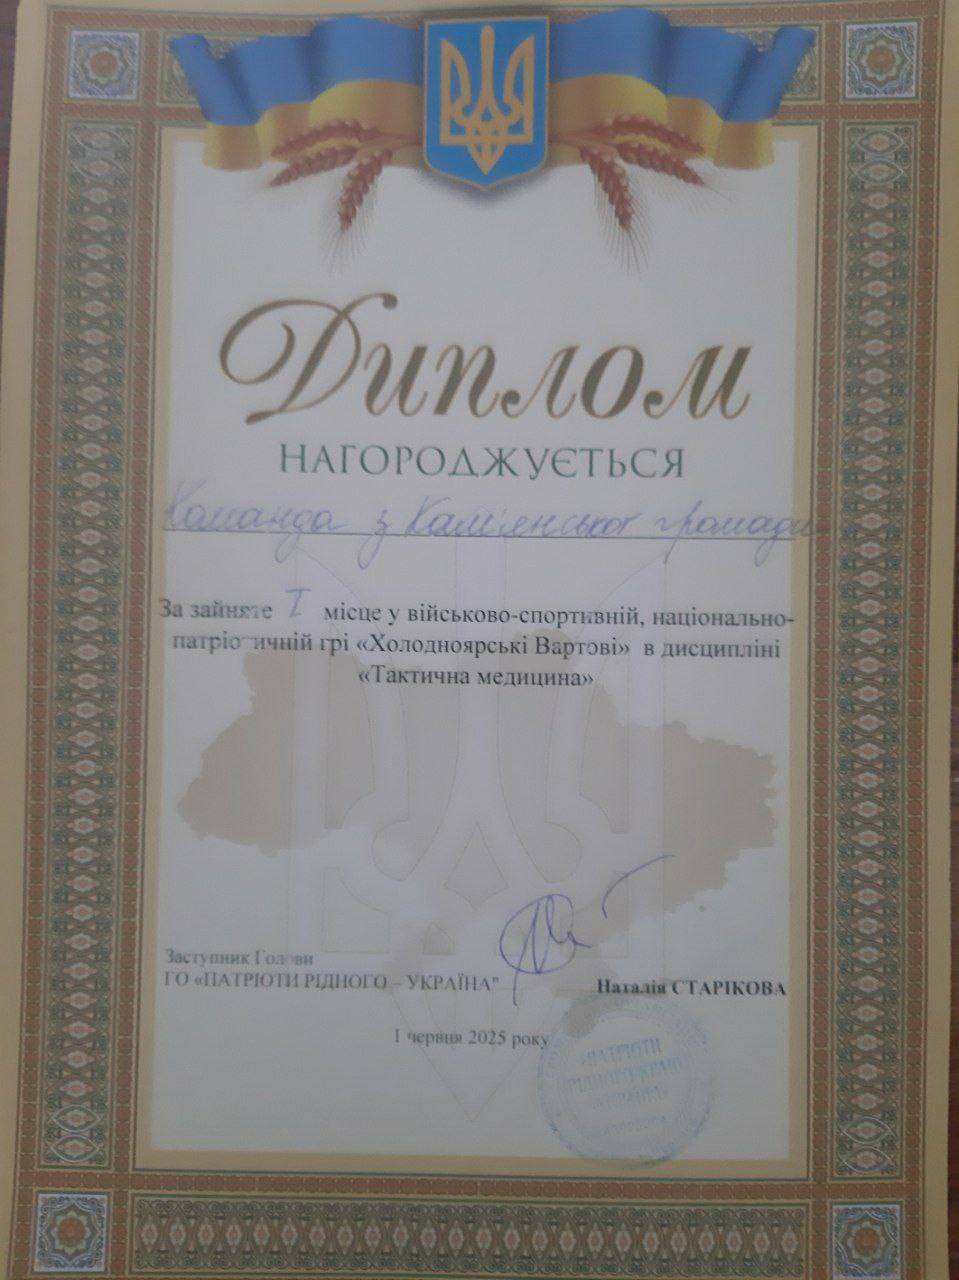 Диплом
НАГОРОДЖУЄТЬСЯ
Команда з Кам'янської громади
За зайняте I місце у військово-спортивній, національно-
патріотичній грі «Холодноярські Вартові» в дисципліні
«Тактична медицина»
Заступник Голови
ГО «ПАТРІОТИ РІДНОГО – УКРАЇНА"
Наталія СТАРІКОВА
1 червня 2025 року
ПАТРІОТИ